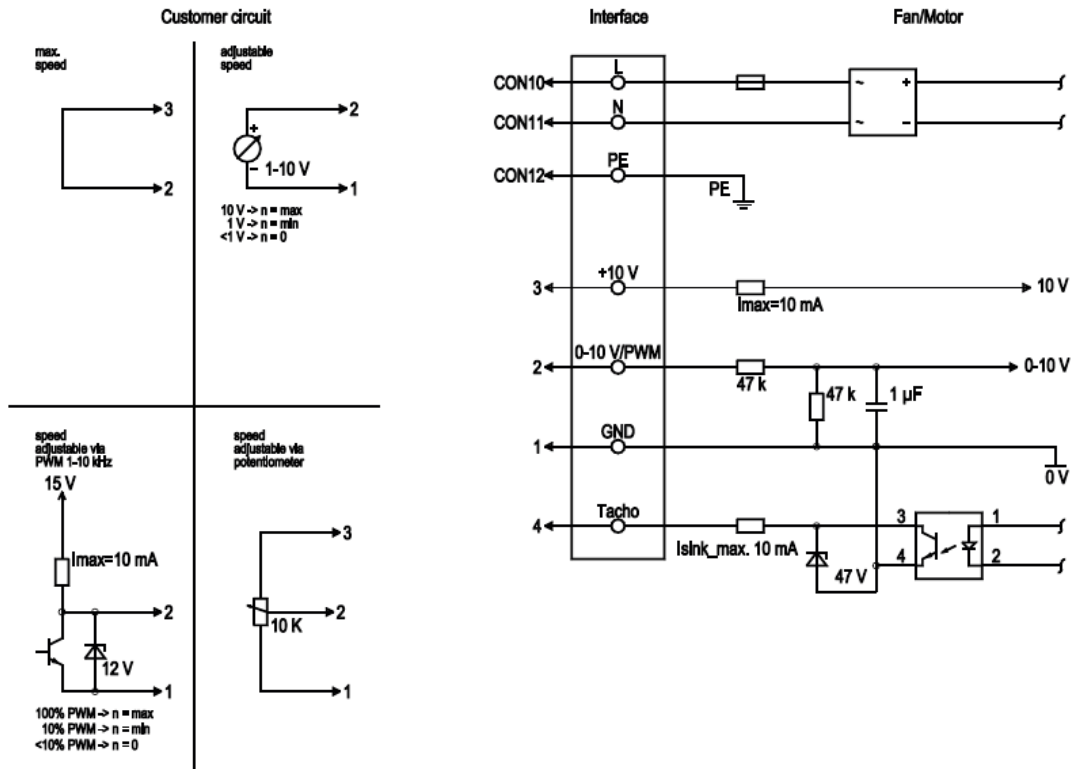 Customer circuit
Interface
Fan/Motor
max.
speed
3
2
adjustable
speed
2
+
1-10 V
–
1
10 V -> n = max
1 V -> n = min
<1 V -> n = 0
speed
adjustable via
PWM 1-10 kHz
15 V
Imax=10 mA
2
12 V
1
100% PWM -> n = max
10% PWM -> n = min
<10% PWM -> n = 0
speed
adjustable via
potentiometer
3
2
10 K
1
L
CON10
~
+
N
CON11
~
–
PE
CON12
PE
+10 V
3
10 V
Imax=10 mA
0-10 V/PWM
2
0-10 V
47 k
47 k
1 µF
GND
1
0 V
Tacho
4
3
1
Isink_max. 10 mA
4
2
47 V